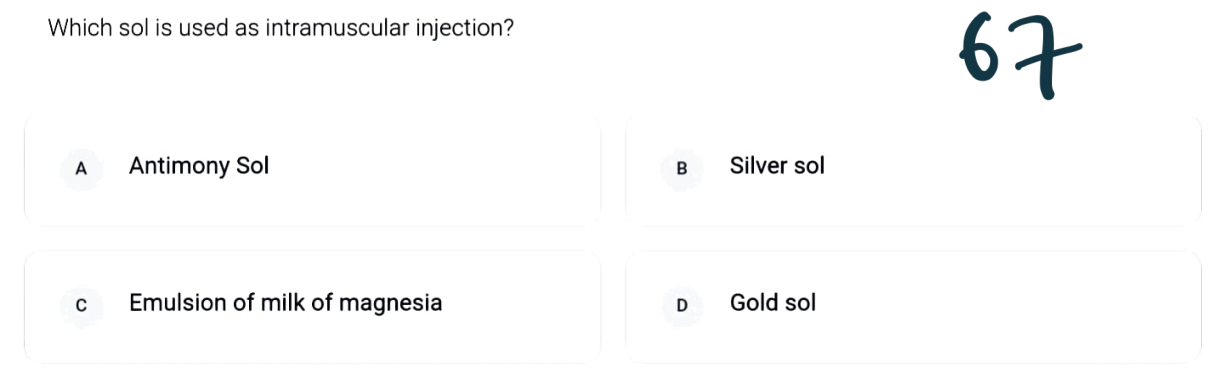 Which sol is used as intramuscular injection?
67
A Antimony Sol
B Silver sol
C Emulsion of milk of magnesia
D Gold sol